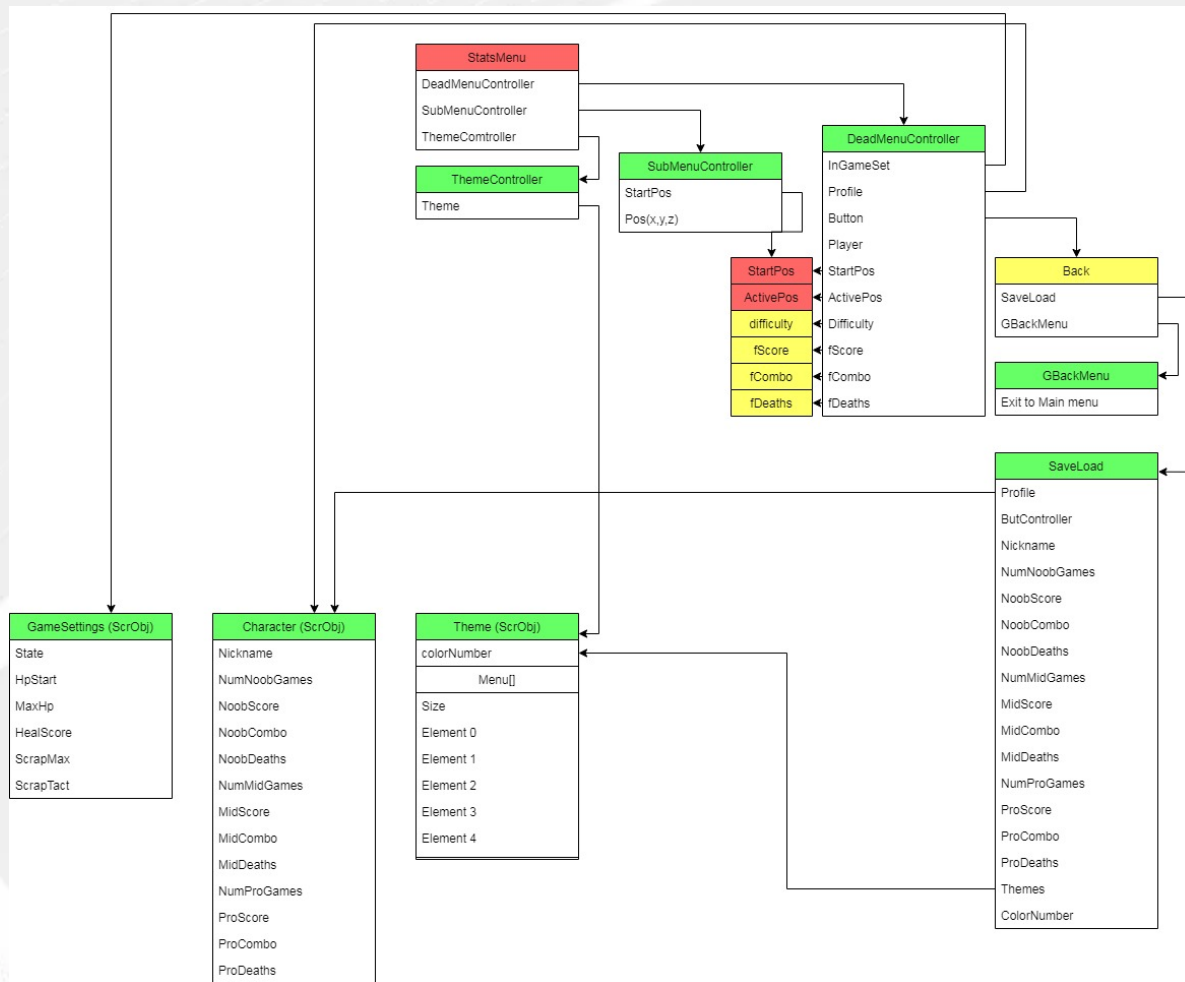 StatsMenu
DeadMenuController
SubMenuController
ThemeComtroller
ThemeController
Theme
SubMenuController
StartPos
Pos(x,y,z)
DeadMenuController
InGameSet
Profile
Button
Player
StartPos
ActivePos
Difficulty
fScore
fCombo
fDeaths
StartPos
ActivePos
difficulty
fScore
fCombo
fDeaths
Back
SaveLoad
GBackMenu
GBackMenu
Exit to Main menu
SaveLoad
Profile
ButController
Nickname
NumNoobGames
NoobScore
NoobCombo
NoobDeaths
NumMidGames
MidScore
MidCombo
MidDeaths
NumProGames
ProScore
ProCombo
ProDeaths
Themes
ColorNumber
GameSettings (ScrObj)
State
HpStart
MaxHp
HealScore
ScrapMax
ScrapTact
Character (ScrObj)
Nickname
NumNoobGames
NoobScore
NoobCombo
NoobDeaths
NumMidGames
MidScore
MidCombo
MidDeaths
NumProGames
ProScore
ProCombo
ProDeaths
Theme (ScrObj)
colorNumber
Menu[]
Size
Element 0
Element 1
Element 2
Element 3
Element 4